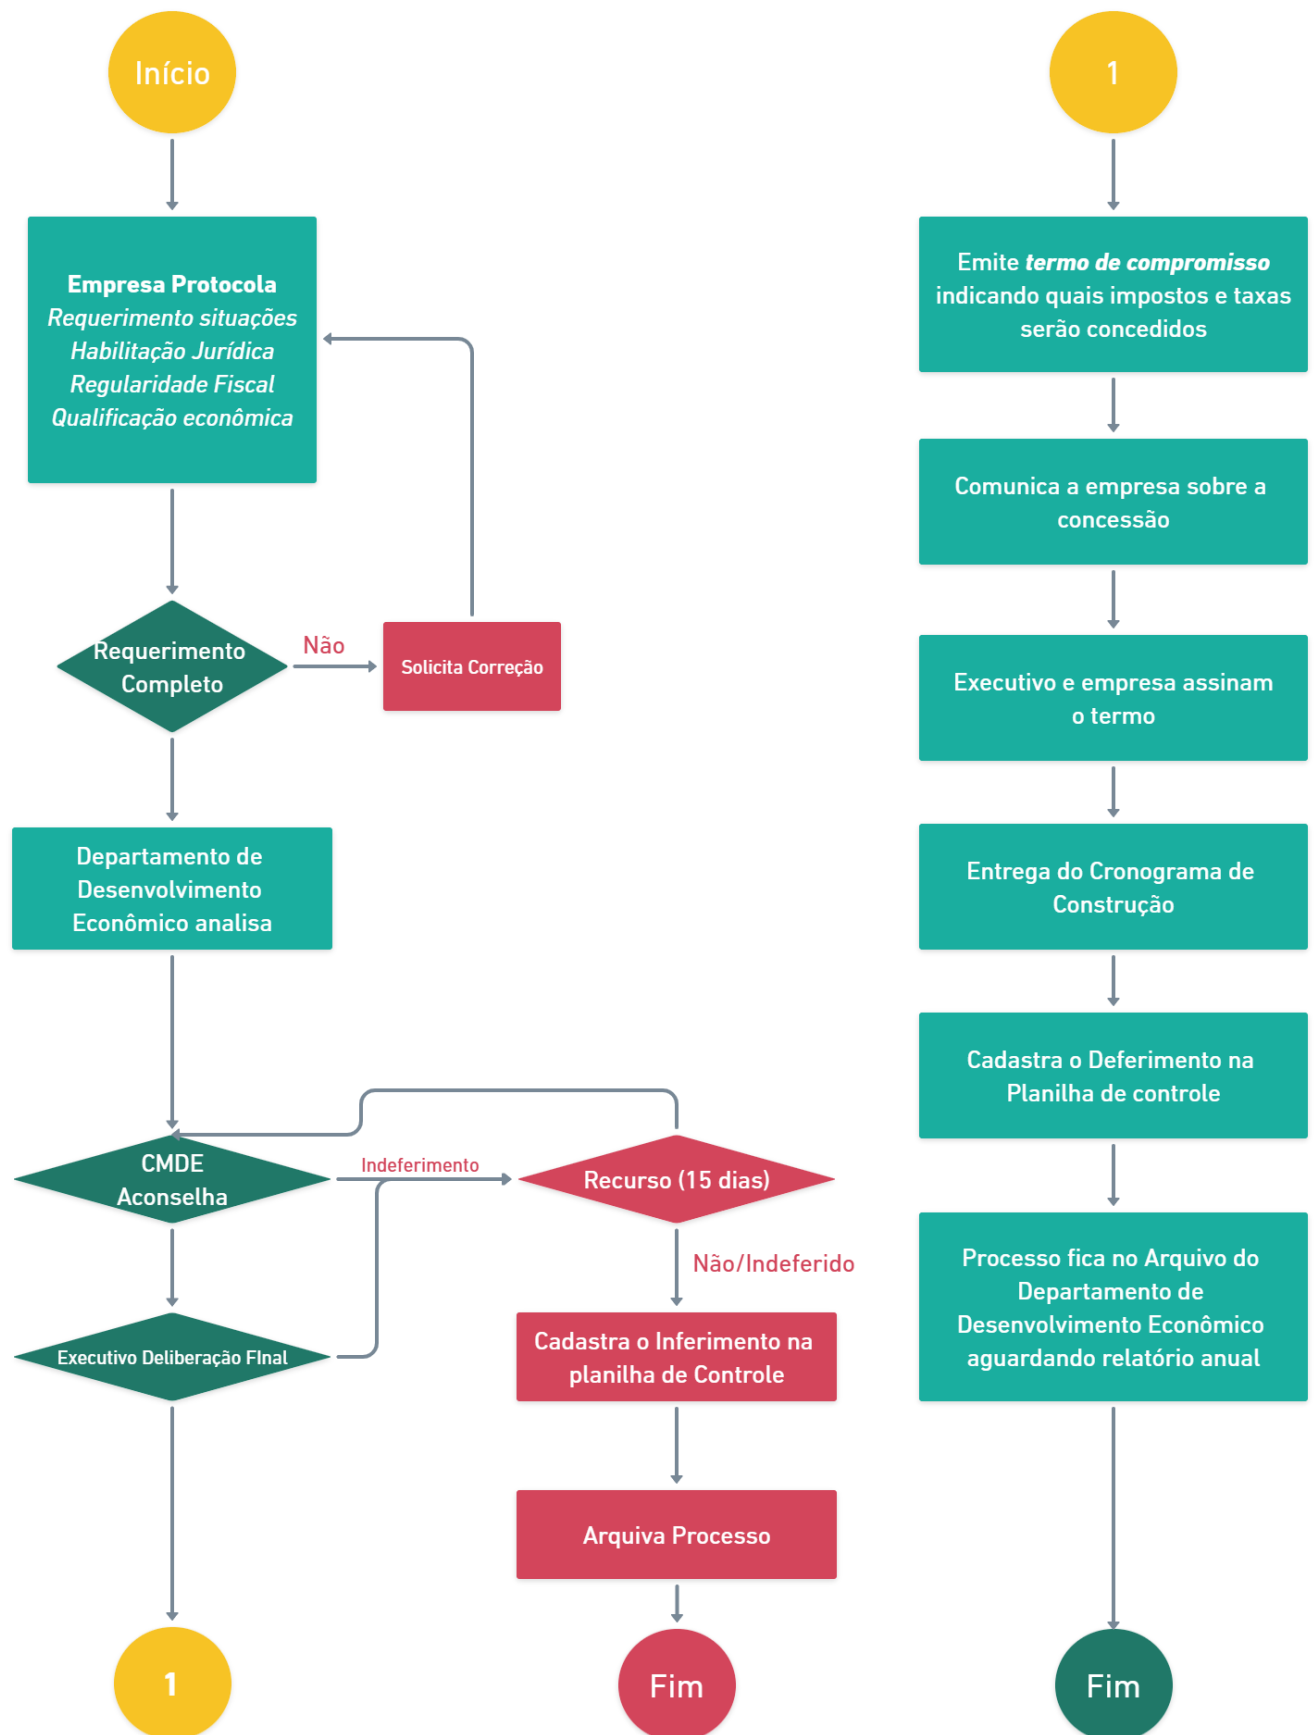 Início
Empresa Protocola
Requerimento situações
Habilitação Jurídica
Regularidade Fiscal
Qualificação econômica
Requerimento
Completo
Não
Solicita Correção
Departamento de
Desenvolvimento
Econômico analisa
CMDE
Aconselha
Indeferimento
Recurso (15 dias)
Não/Indeferido
Executivo Deliberação FInal
Cadastra o Inferimento na
planilha de Controle
Arquiva Processo
1
Fim
1
Emite termo de compromisso
indicando quais impostos e taxas
serão concedidos
Comunica a empresa sobre a
concessão
Executivo e empresa assinam
o termo
Entrega do Cronograma de
Construção
Cadastra o Deferimento na
Planilha de controle
Processo fica no Arquivo do
Departamento de
Desenvolvimento Econômico
aguardando relatório anual
Fim